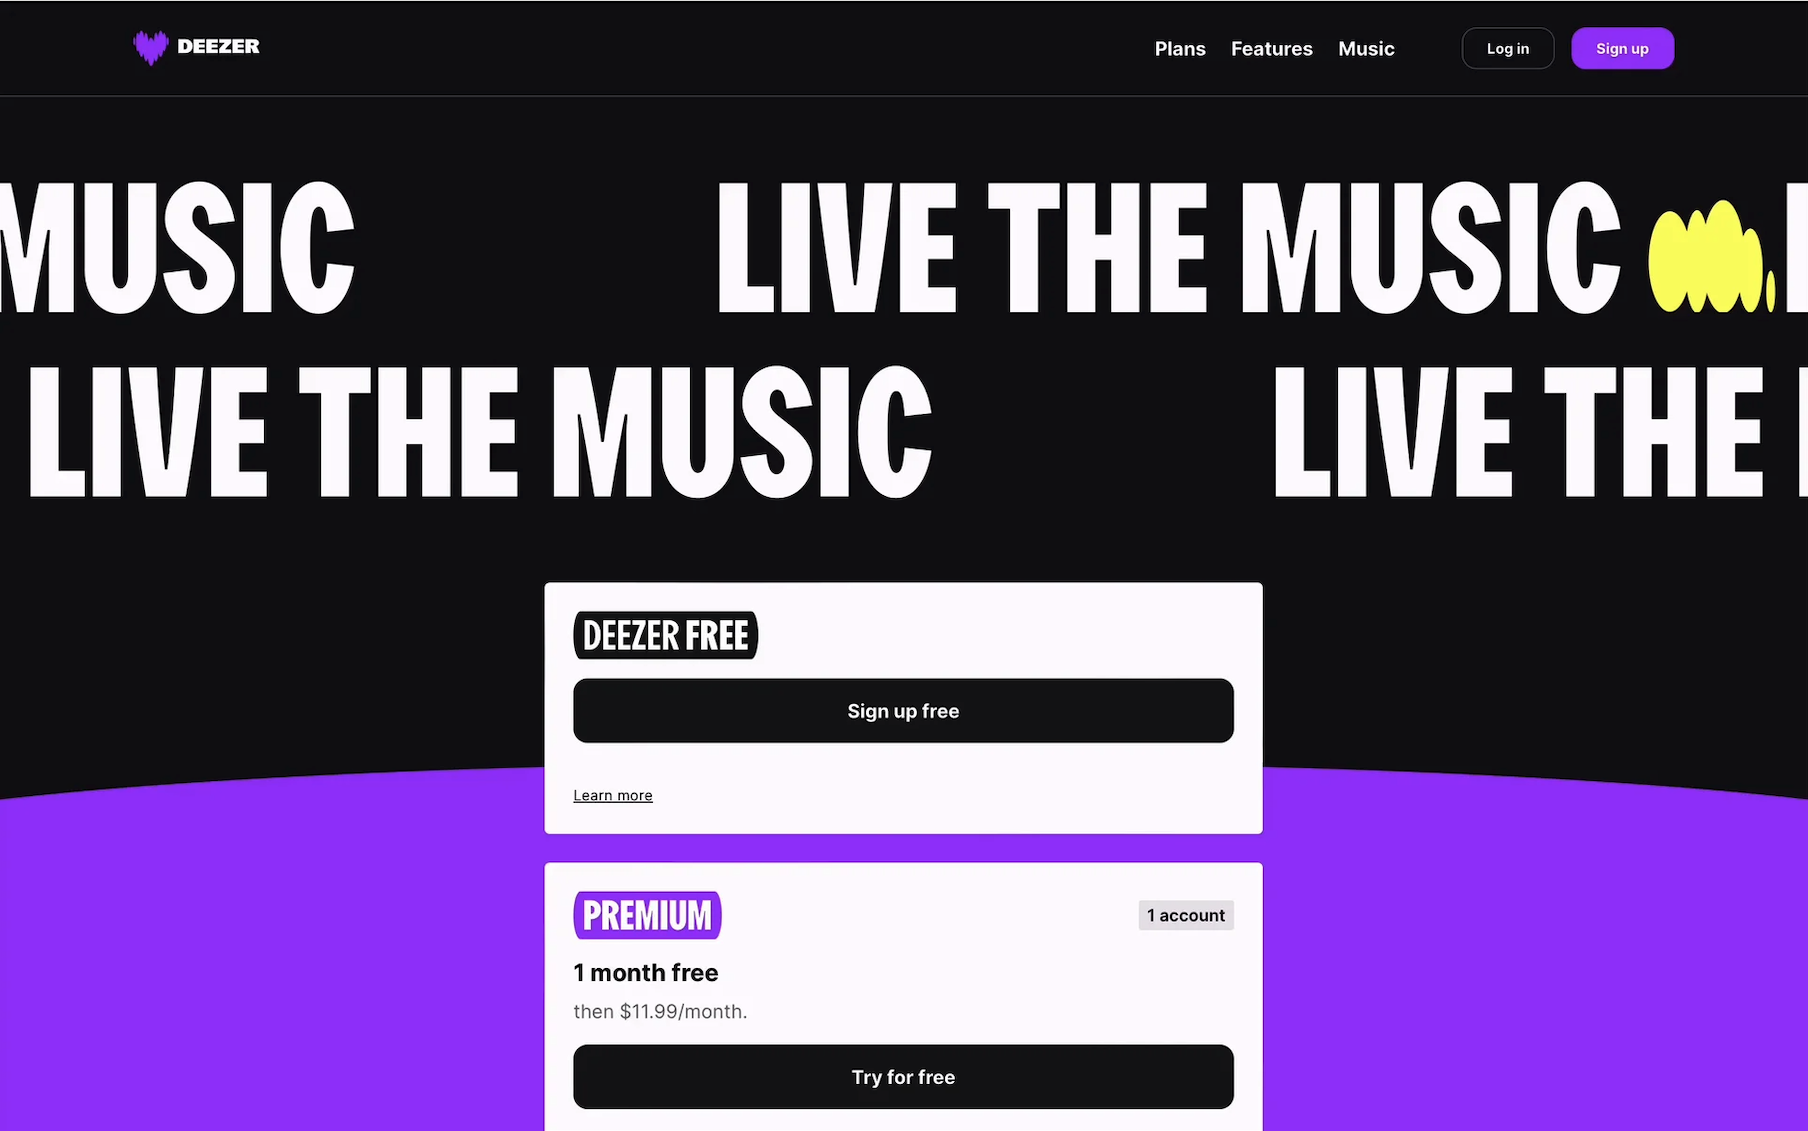 DEEZER
Plans Features Music
Log in
Sign up
MUSIC LIVE THE MUSIC
LIVE THE MUSIC LIVE THE
DEEZER FREE
Sign up free
Learn more
PREMIUM
1 account
1 month free
then $11.99/month.
Try for free